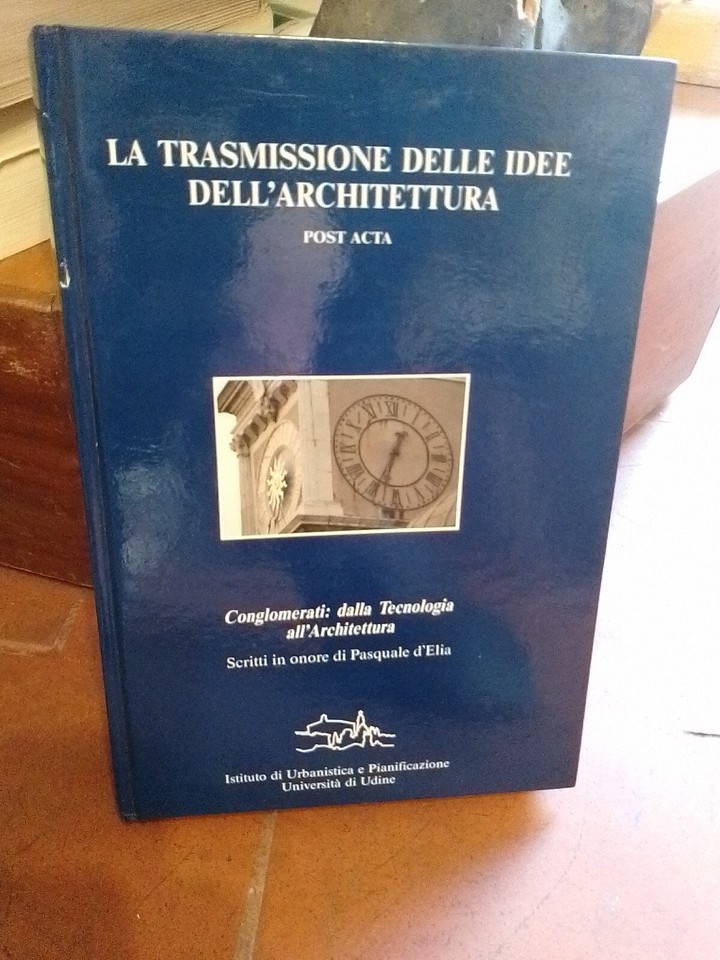 LA TRASMISSIONE DELLE IDEE
DELL'ARCHITETTURA
POST ACTA
Conglomerati: dalla Tecnologia
all'Architettura
Scritti in onore di Pasquale d'Elia
Istituto di Urbanistica e Pianificazione
Università di Udine